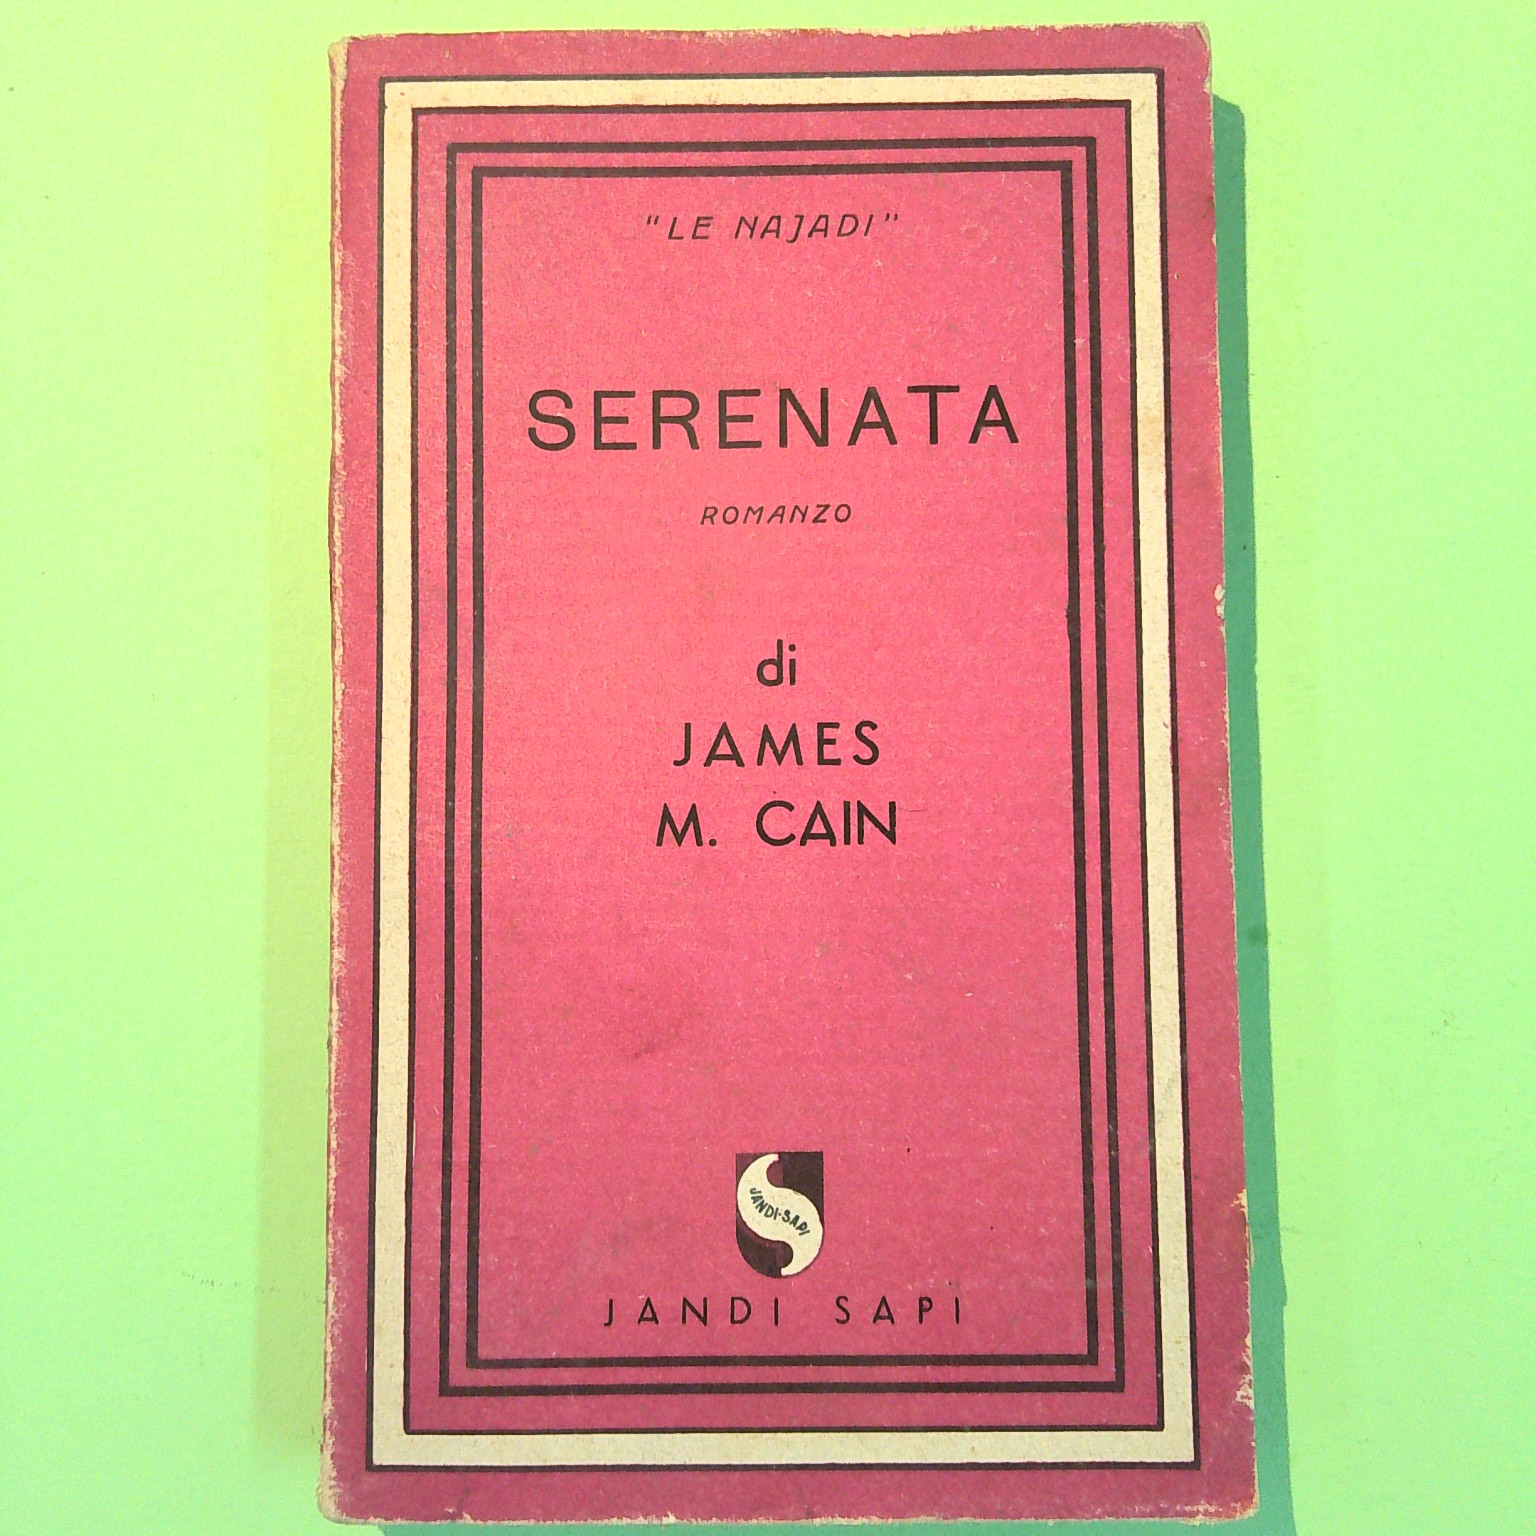 "LE NAJADI"
SERENATA
ROMANZO
di
JAMES
M. CAIN
JANDI-SAPI
JANDI SAPI